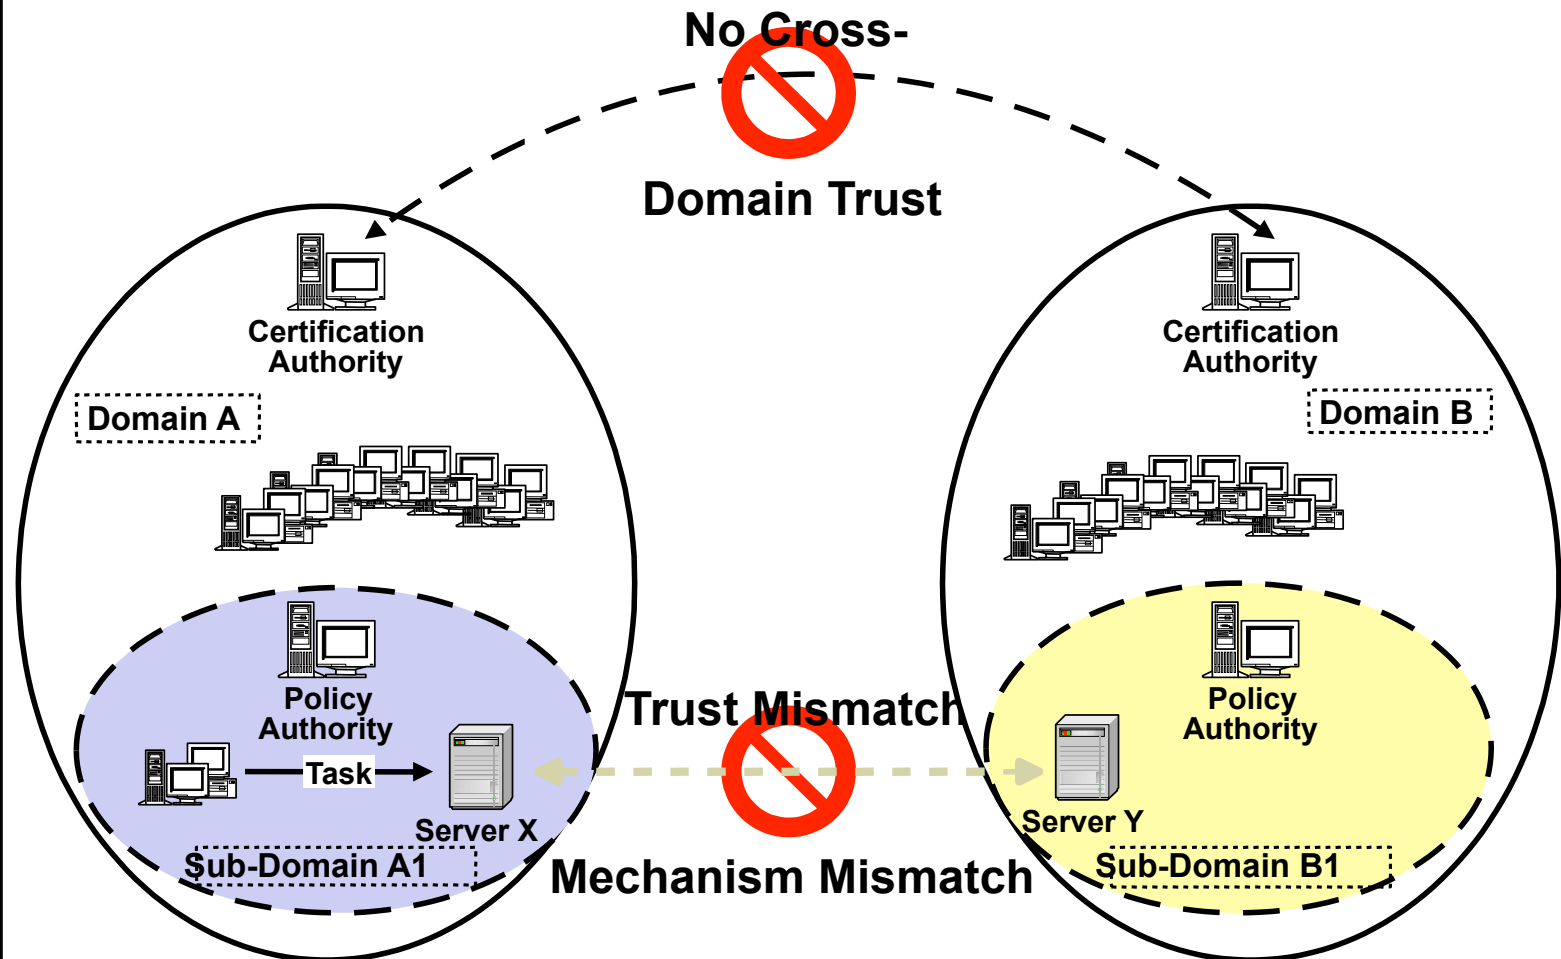 No Cross-
Domain Trust
Certification
Authority
Certification
Authority
Domain A
Domain B
Policy
Authority
Policy
Authority
Trust Mismatch
Task
Server X
Server Y
Sub-Domain A1
Mechanism Mismatch
Sub-Domain B1